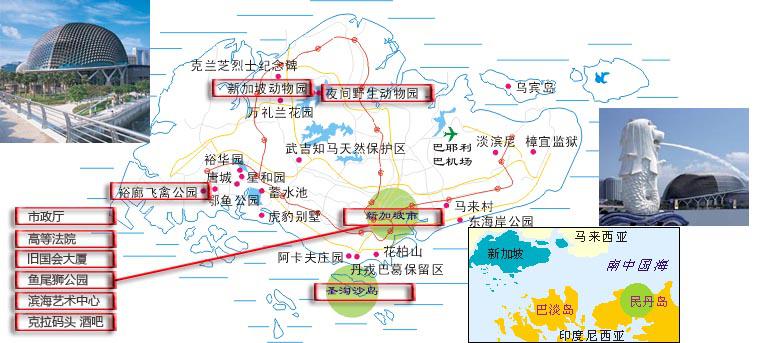 克兰芝烈士纪念碑
新加坡动物园
夜间野生动物园
乌宾岛
万礼兰花园
巴耶利
巴机场
淡滨尼
樟宜监狱
武吉知马天然保护区
裕华园
唐城
星和园
裕廊飞禽公园
鄂鱼公园
蓄水池
虎豹别墅
新加坡市
马来村
东海岸公园
市政厅
高等法院
旧国会大厦
鱼尾狮公园
滨海艺术中心
克拉码头 酒吧
阿卡夫庄园
花柏山
丹戎巴葛保留区
圣淘沙岛
马来西亚
新加坡
南中国海
巴淡岛
民丹岛
印度尼西亚